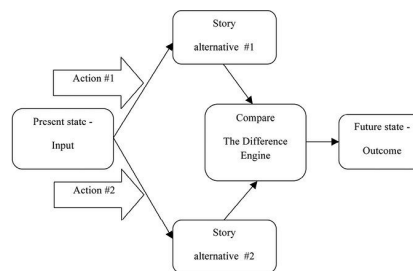 Story
alternative #1
Action #1
Present state -
Input
Compare
The Difference
Engine
Future state -
Outcome
Action #2
Story
alternative #2